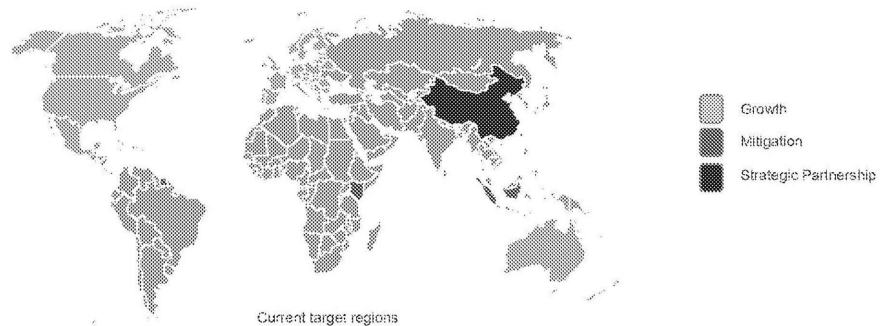 Growth
Mitigation
Strategic Partnership
Current target regions